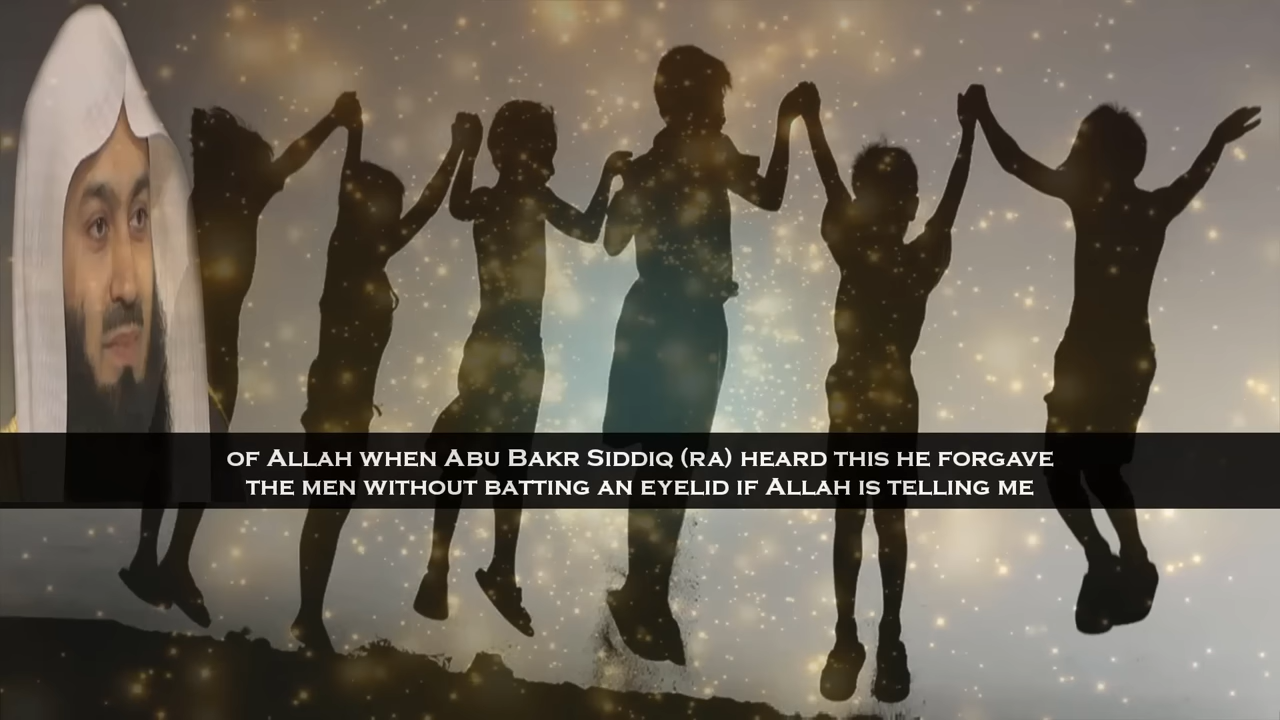 OF ALLAH WHEN ABU BAKR SIDDIQ (RA) HEARD THIS HE FORGAVE
THE MEN WITHOUT BATTING AN EYELID IF ALLAH IS TELLING ME